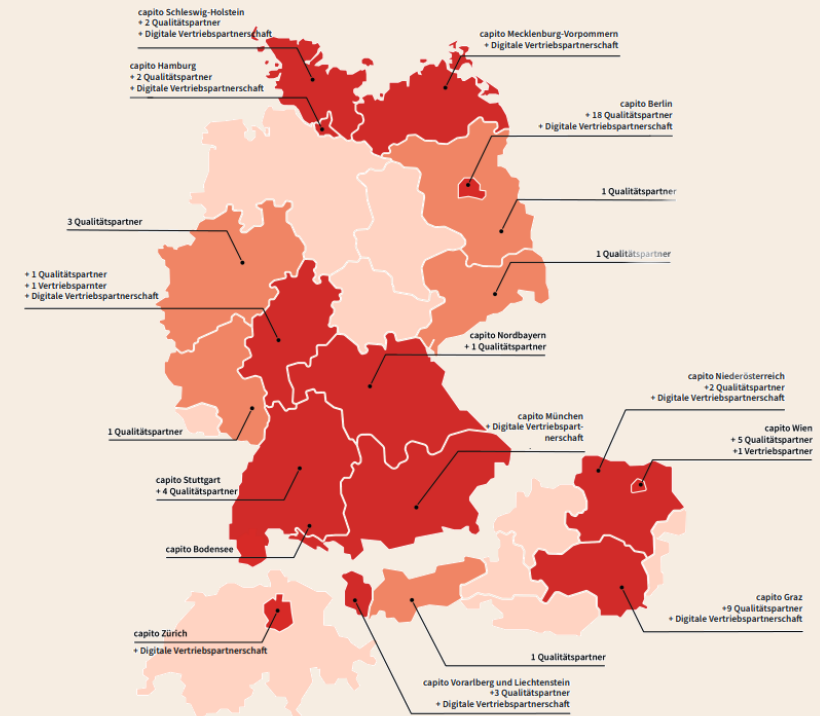 capito Schleswig-Holstein
+ 2 Qualitätspartner
+ Digitale Vertriebspartnerschaft
capito Mecklenburg-Vorpommern
+ Digitale Vertriebspartnerschaft
capito Hamburg
+ 2 Qualitätspartner
+ Digitale Vertriebspartnerschaft
capito Berlin
+ 18 Qualitätspartner
+ Digitale Vertriebspartnerschaft
1 Qualitätspartner
3 Qualitätspartner
1 Qualitätspartner
+ 1 Qualitätspartner
+ 1 Vertriebsparnter
+ Digitale Vertriebspartnerschaft
capito Nordbayern
+ 1 Qualitätspartner
capito Niederösterreich
+2 Qualitätspartner
+ Digitale Vertriebspartnerschaft
capito München
+ Digitale Vertriebspart-
nerschaft
capito Wien
+ 5 Qualitätspartner
+1 Vertriebspartner
1 Qualitätspartner
capito Stuttgart
+ 4 Qualitätspartner
capito Bodensee
capito Graz
+9 Qualitätspartner
+ Digitale Vertriebspartnerschaft
capito Zürich
+ Digitale Vertriebspartnerschaft
1 Qualitätspartner
capito Vorarlberg und Liechtenstein
+3 Qualitätspartner
+ Digitale Vertriebspartnerschaft